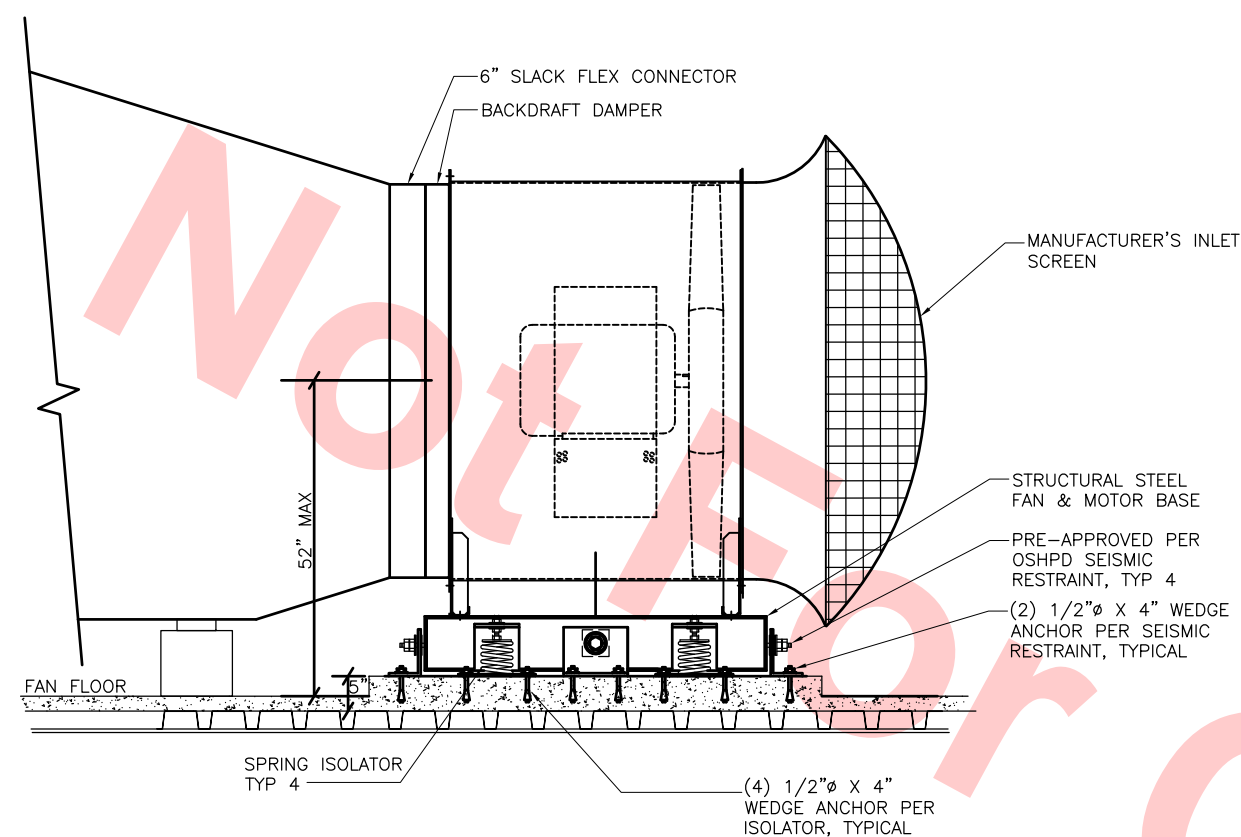 6" SLACK FLEX CONNECTOR
BACKDRAFT DAMPER
MANUFACTURER'S INLET
SCREEN
STRUCTURAL STEEL
FAN & MOTOR BASE
PRE-APPROVED PER
OSHPD SEISMIC
RESTRAINT, TYP 4
(2) 1/2"ø X 4" WEDGE
ANCHOR PER SEISMIC
RESTRAINT, TYPICAL
52" MAX
FAN FLOOR
5"
SPRING ISOLATOR
TYP 4
(4) 1/2"ø X 4"
WEDGE ANCHOR PER
ISOLATOR, TYPICAL
Not For